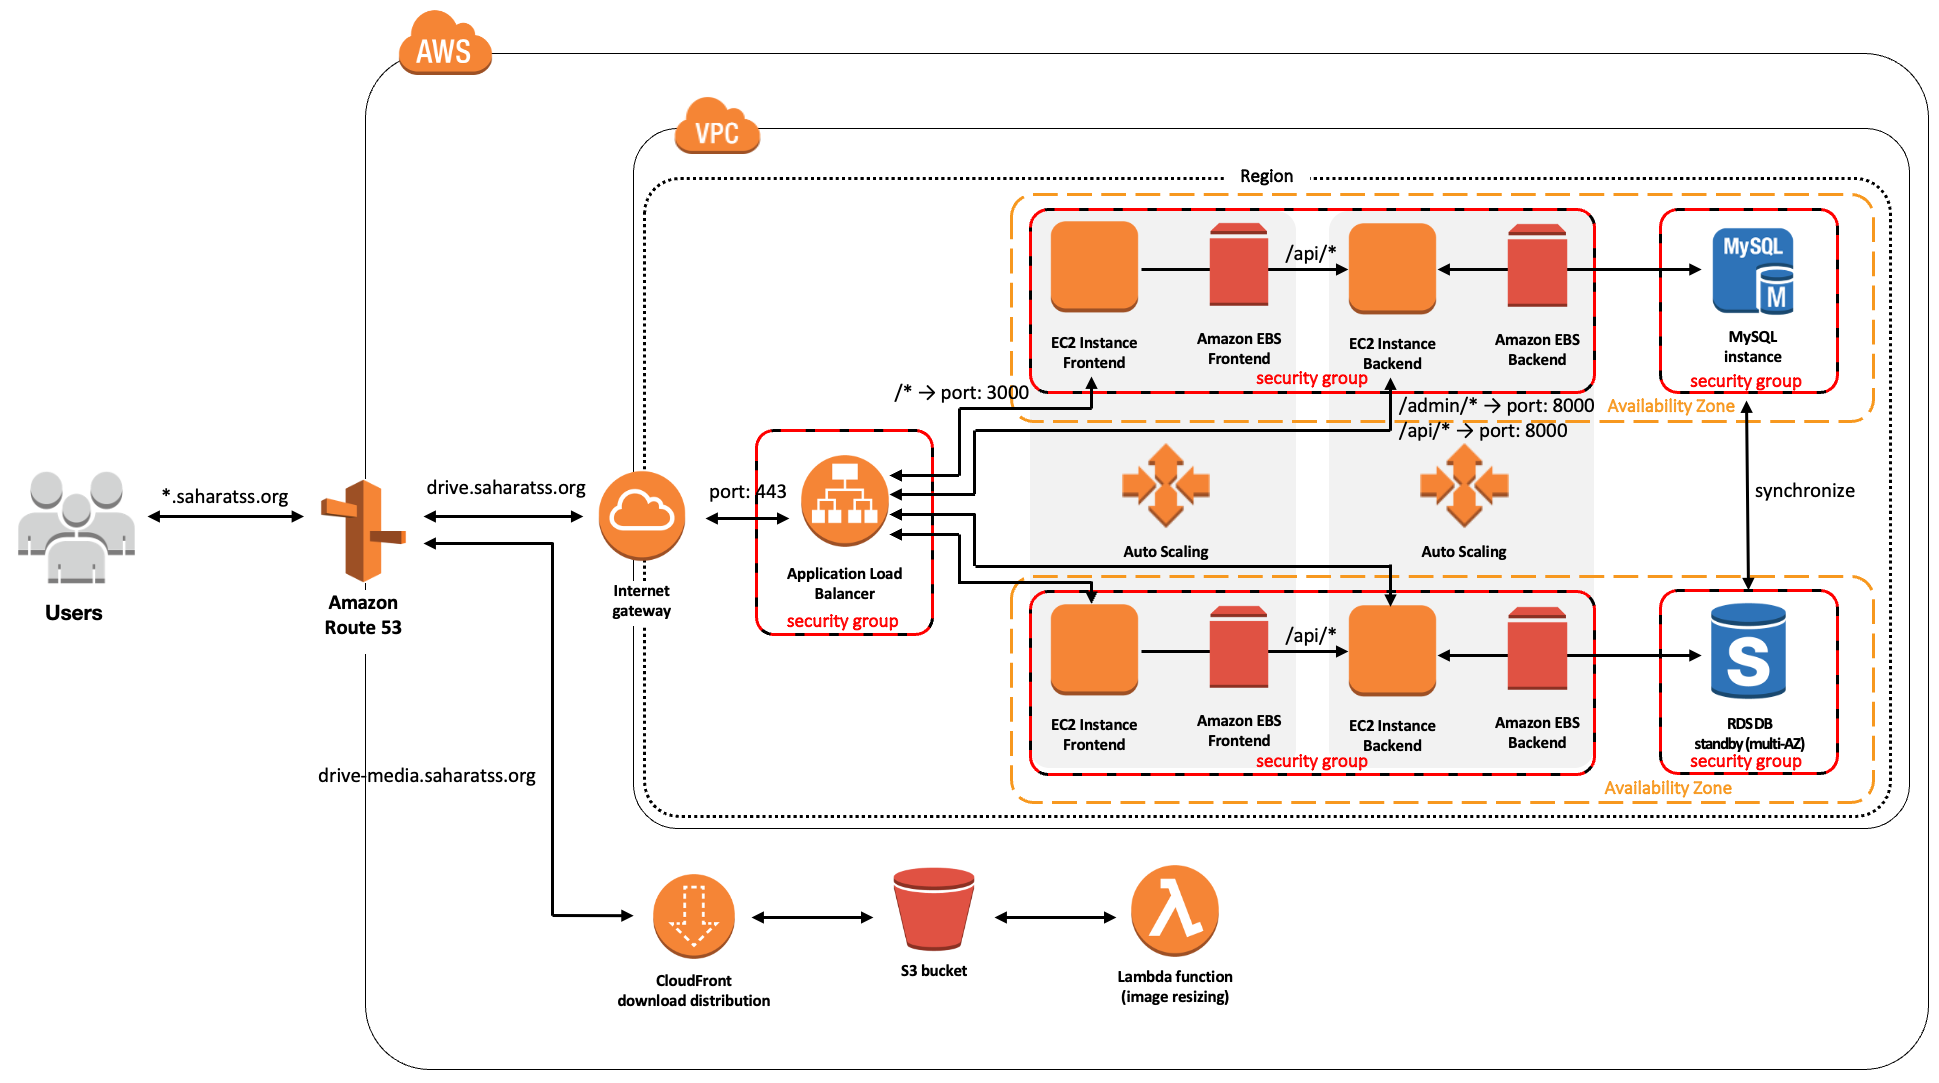 AWS
VPC
Region
MySQL
M
/api/*
EC2 Instance
Frontend
Amazon EBS
Frontend
EC2 Instance
Backend
Amazon EBS
Backend
MySQL
instance
security group
security group
/* → port: 3000
/admin/* → port: 8000
Availability Zone
/api/* → port: 8000
*.saharatss.org
drive.saharatss.org
port: 443
synchronize
Auto Scaling
Auto Scaling
Users
Amazon
Route 53
Internet
gateway
Application Load
Balancer
security group
/api/*
S
EC2 Instance
Frontend
Amazon EBS
Frontend
EC2 Instance
Backend
Amazon EBS
Backend
RDS DB
standby (multi-AZ)
security group
security group
Availability Zone
drive-media.saharatss.org
CloudFront
download distribution
S3 bucket
Lambda function
(image resizing)